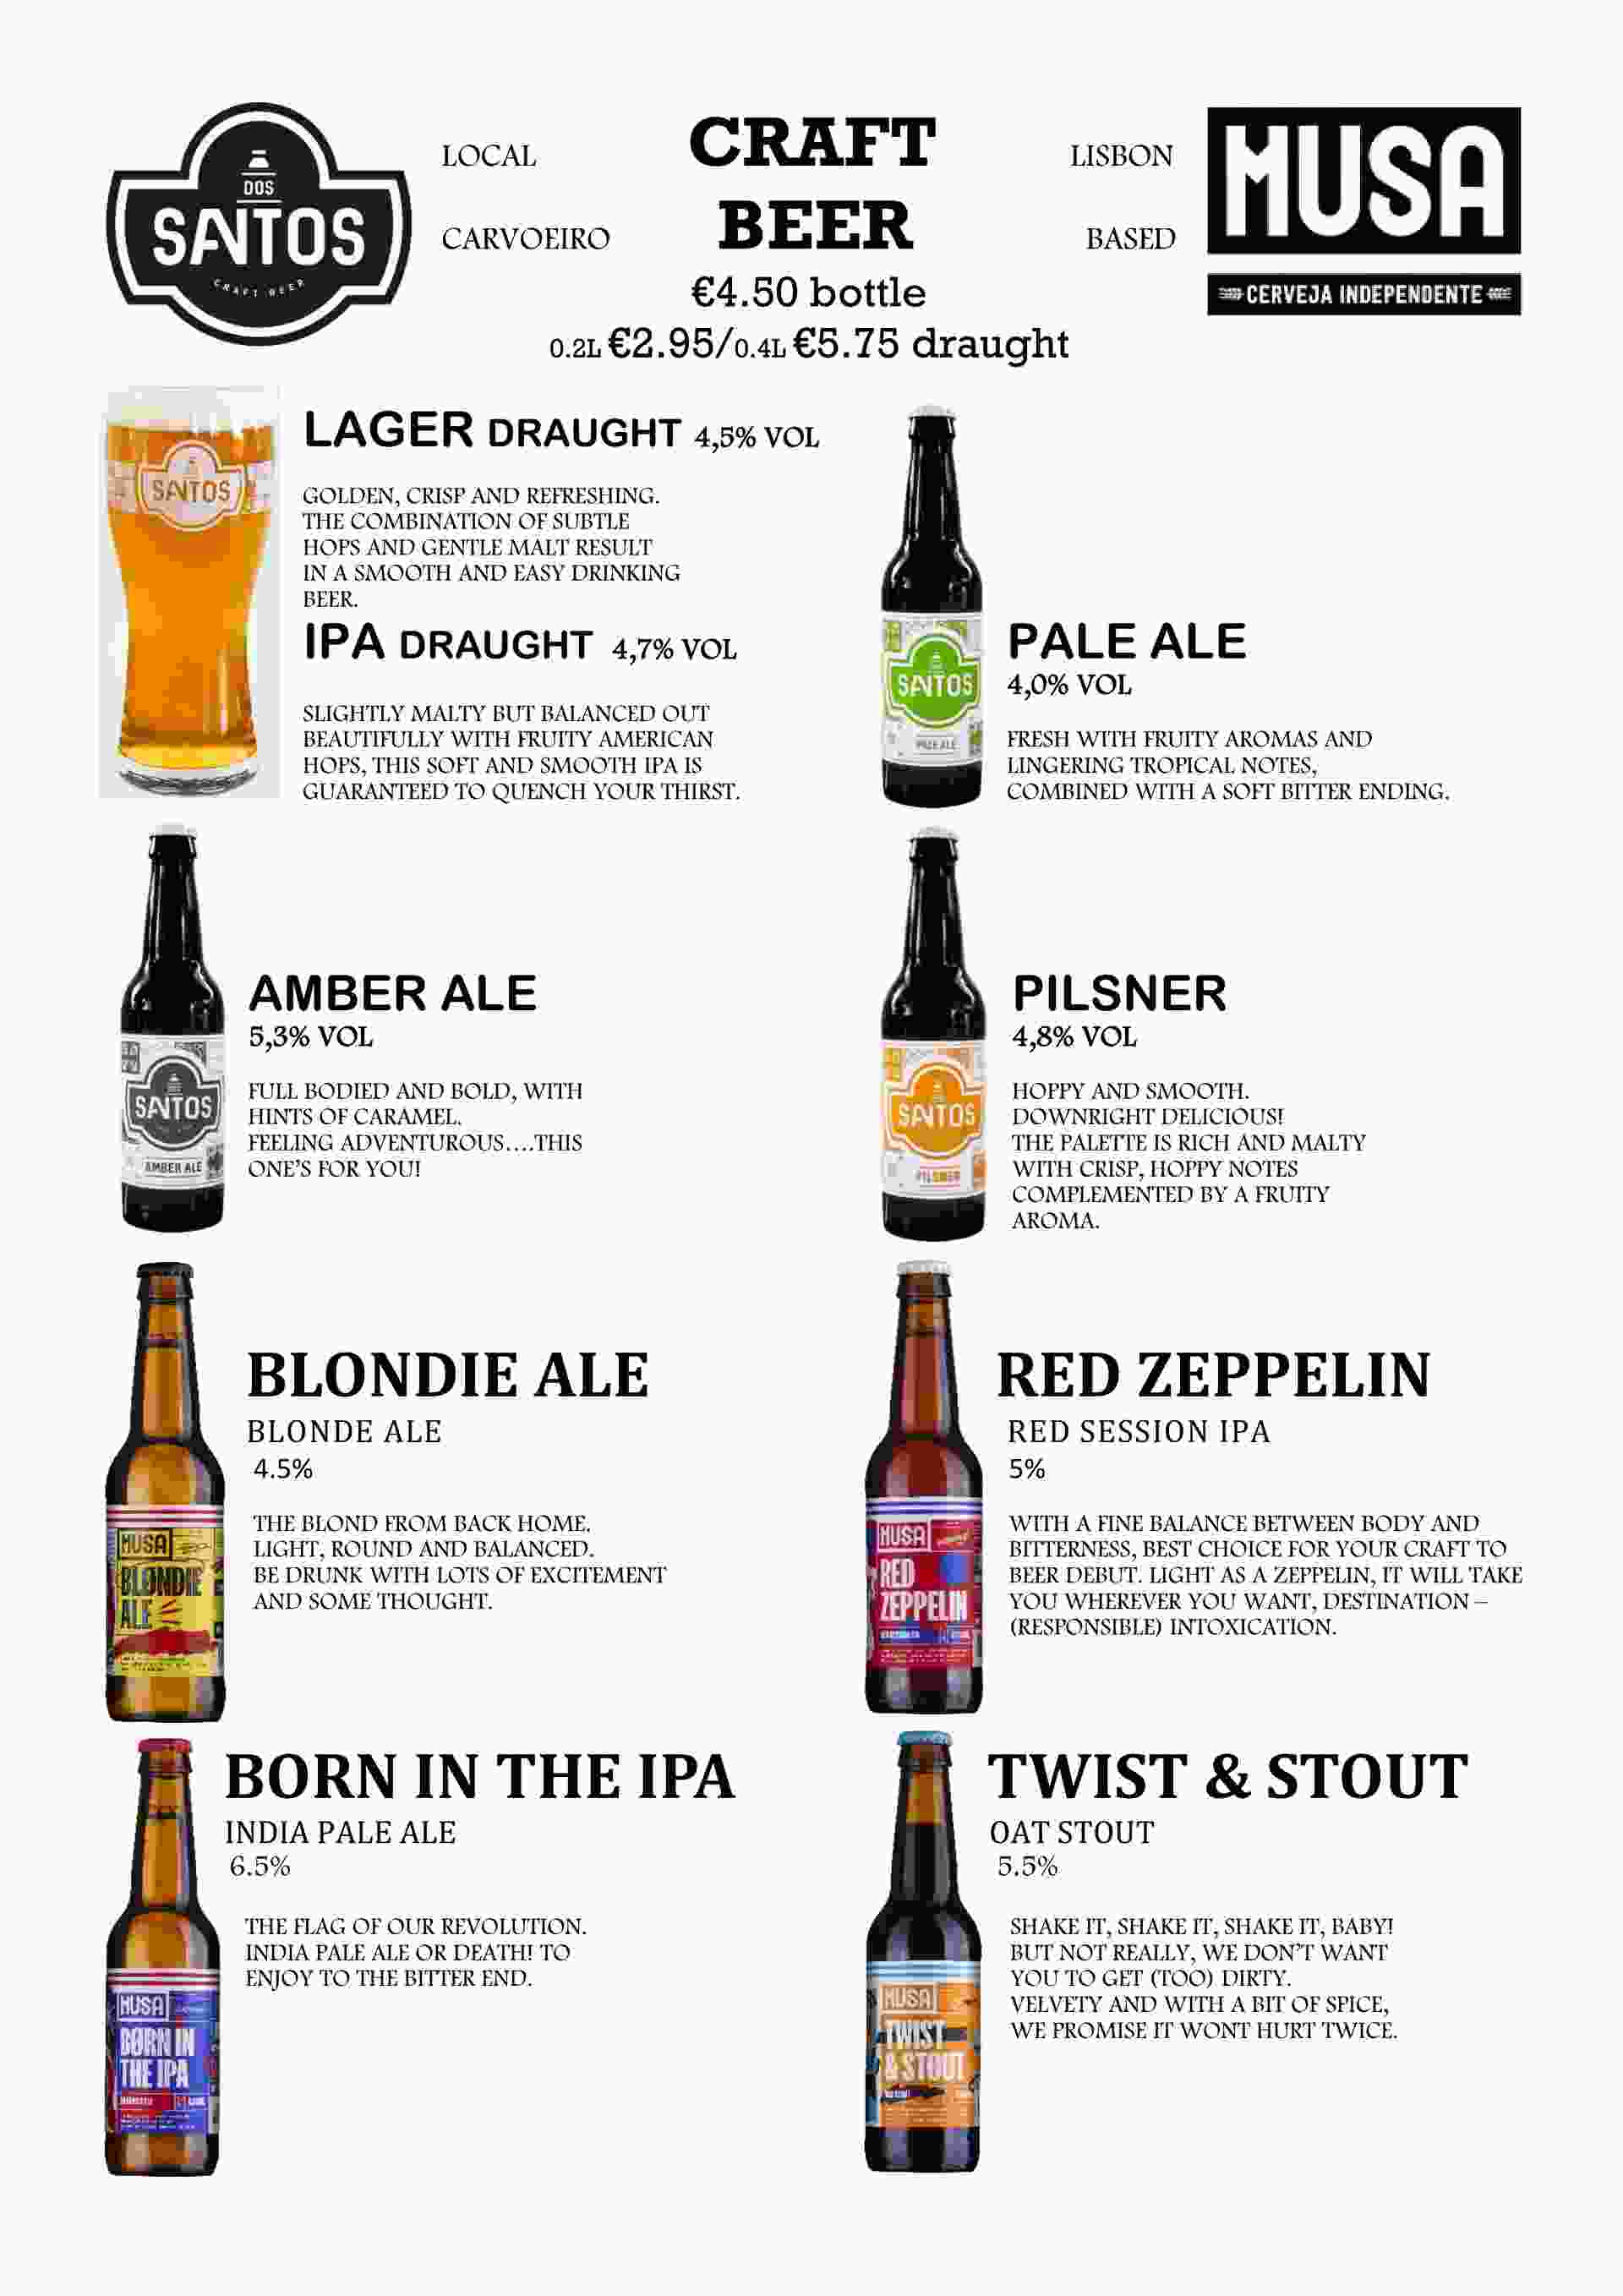 DOS
SANTOS
CRAFT BEER
LOCAL
CARVOEIRO
CRAFT
BEER
€4.50 bottle
0.2L €2.95/0.4L €5.75 draught
LISBON
BASED
MUSA
CERVEJA INDEPENDENTE
SANTOS
LAGER DRAUGHT 4,5% VOL
GOLDEN, CRISP AND REFRESHING.
THE COMBINATION OF SUBTLE
HOPS AND GENTLE MALT RESULT
IN A SMOOTH AND EASY DRINKING
BEER.
IPA DRAUGHT 4,7% VOL
SLIGHTLY MALTY BUT BALANCED OUT
BEAUTIFULLY WITH FRUITY AMERICAN
HOPS, THIS SOFT AND SMOOTH IPA IS
GUARANTEED TO QUENCH YOUR THIRST.
SANTOS
PALE ALE
PALE ALE
4,0% VOL
FRESH WITH FRUITY AROMAS AND
LINGERING TROPICAL NOTES,
COMBINED WITH A SOFT BITTER ENDING.
SANTOS
AMBER ALE
AMBER ALE
5,3% VOL
FULL BODIED AND BOLD, WITH
HINTS OF CARAMEL.
FEELING ADVENTUROUS....THIS
ONE'S FOR YOU!
SANTOS
PILSNER
PILSNER
4,8% VOL
HOPPY AND SMOOTH.
DOWNRIGHT DELICIOUS!
THE PALETTE IS RICH AND MALTY
WITH CRISP, HOPPY NOTES
COMPLEMENTED BY A FRUITY
AROMA.
MUSA
BLONDIE
ALE
BLONDIE ALE
BLONDE ALE
4.5%
THE BLOND FROM BACK HOME.
LIGHT, ROUND AND BALANCED.
BE DRUNK WITH LOTS OF EXCITEMENT
AND SOME THOUGHT.
MUSA
RED
ZEPPELIN
RED ZEPPELIN
RED SESSION IPA
5%
WITH A FINE BALANCE BETWEEN BODY AND
BITTERNESS, BEST CHOICE FOR YOUR CRAFT TO
BEER DEBUT. LIGHT AS A ZEPPELIN, IT WILL TAKE
YOU WHEREVER YOU WANT, DESTINATION –
(RESPONSIBLE) INTOXICATION.
MUSA
BORN IN
THE IPA
BORN IN THE IPA
INDIA PALE ALE
6.5%
THE FLAG OF OUR REVOLUTION.
INDIA PALE ALE OR DEATH! TO
ENJOY TO THE BITTER END.
MUSA
TWIST
& STOUT
TWIST & STOUT
OAT STOUT
5.5%
SHAKE IT, SHAKE IT, SHAKE IT, BABY!
BUT NOT REALLY, WE DON'T WANT
YOU TO GET (TOO) DIRTY.
VELVETY AND WITH A BIT OF SPICE,
WE PROMISE IT WONT HURT TWICE.